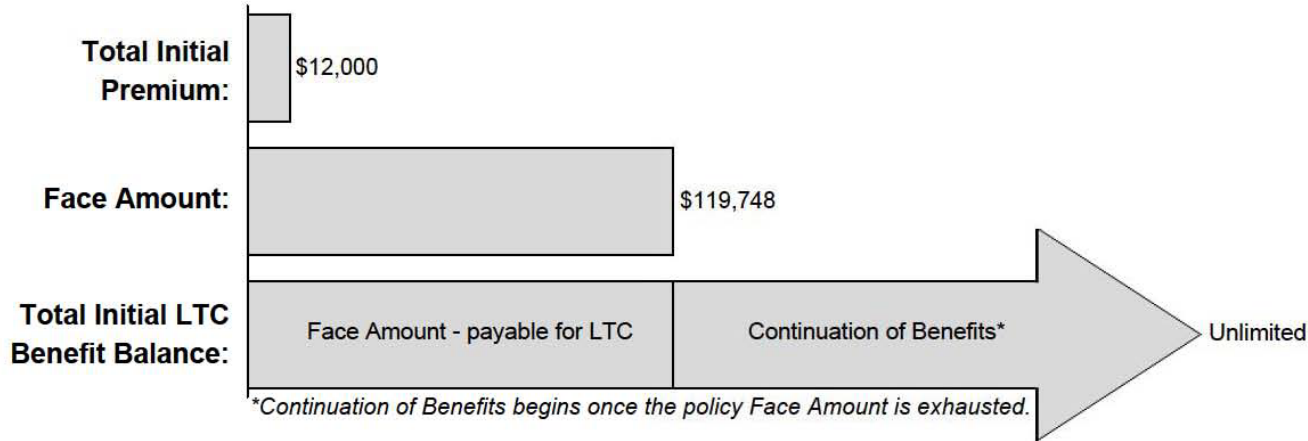 Total Initial
Premium:
$12,000
Face Amount:
$119,748
Total Initial LTC
Benefit Balance:
Face Amount - payable for LTC
Continuation of Benefits*
Unlimited
*Continuation of Benefits begins once the policy Face Amount is exhausted.